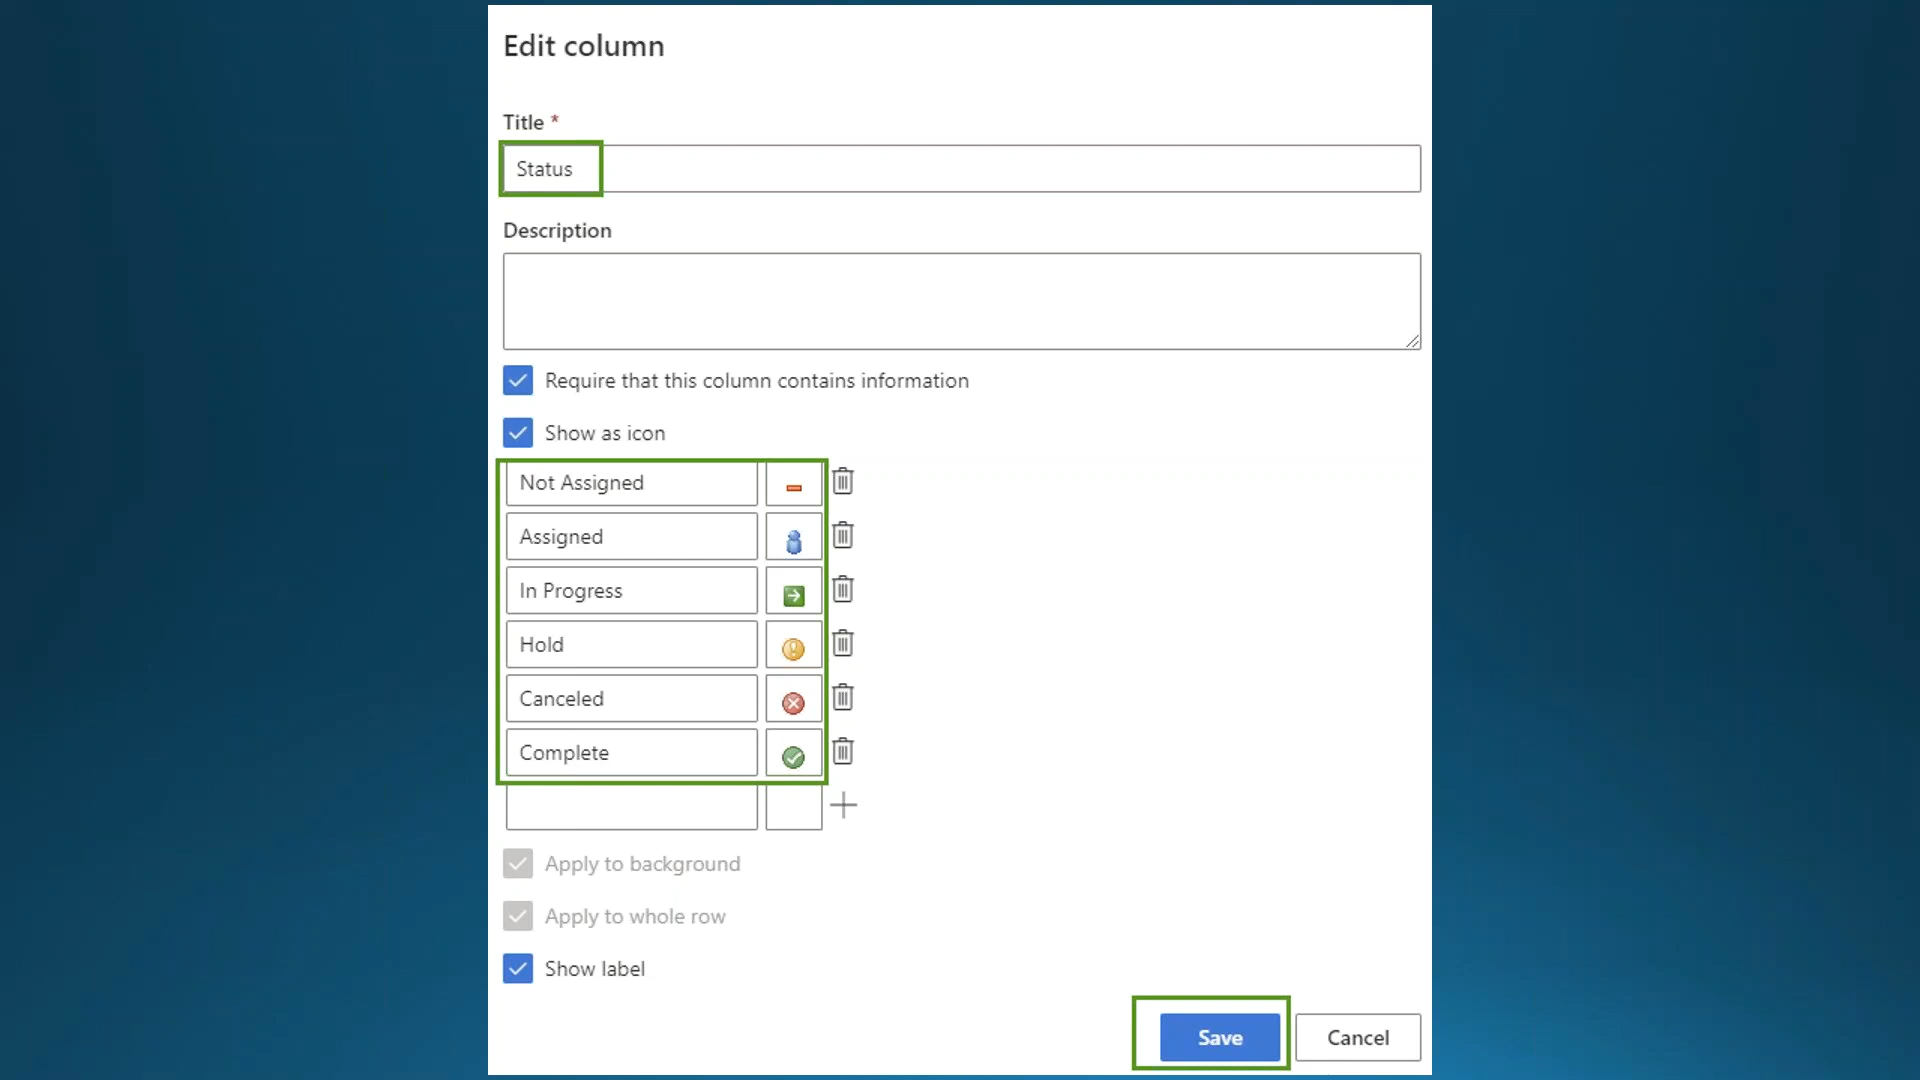 Edit column
Title *
Status
Description
Require that this column contains information
Show as icon
Not Assigned
Assigned
In Progress
Hold
Canceled
Complete
Apply to background
Apply to whole row
Show label
Save
Cancel